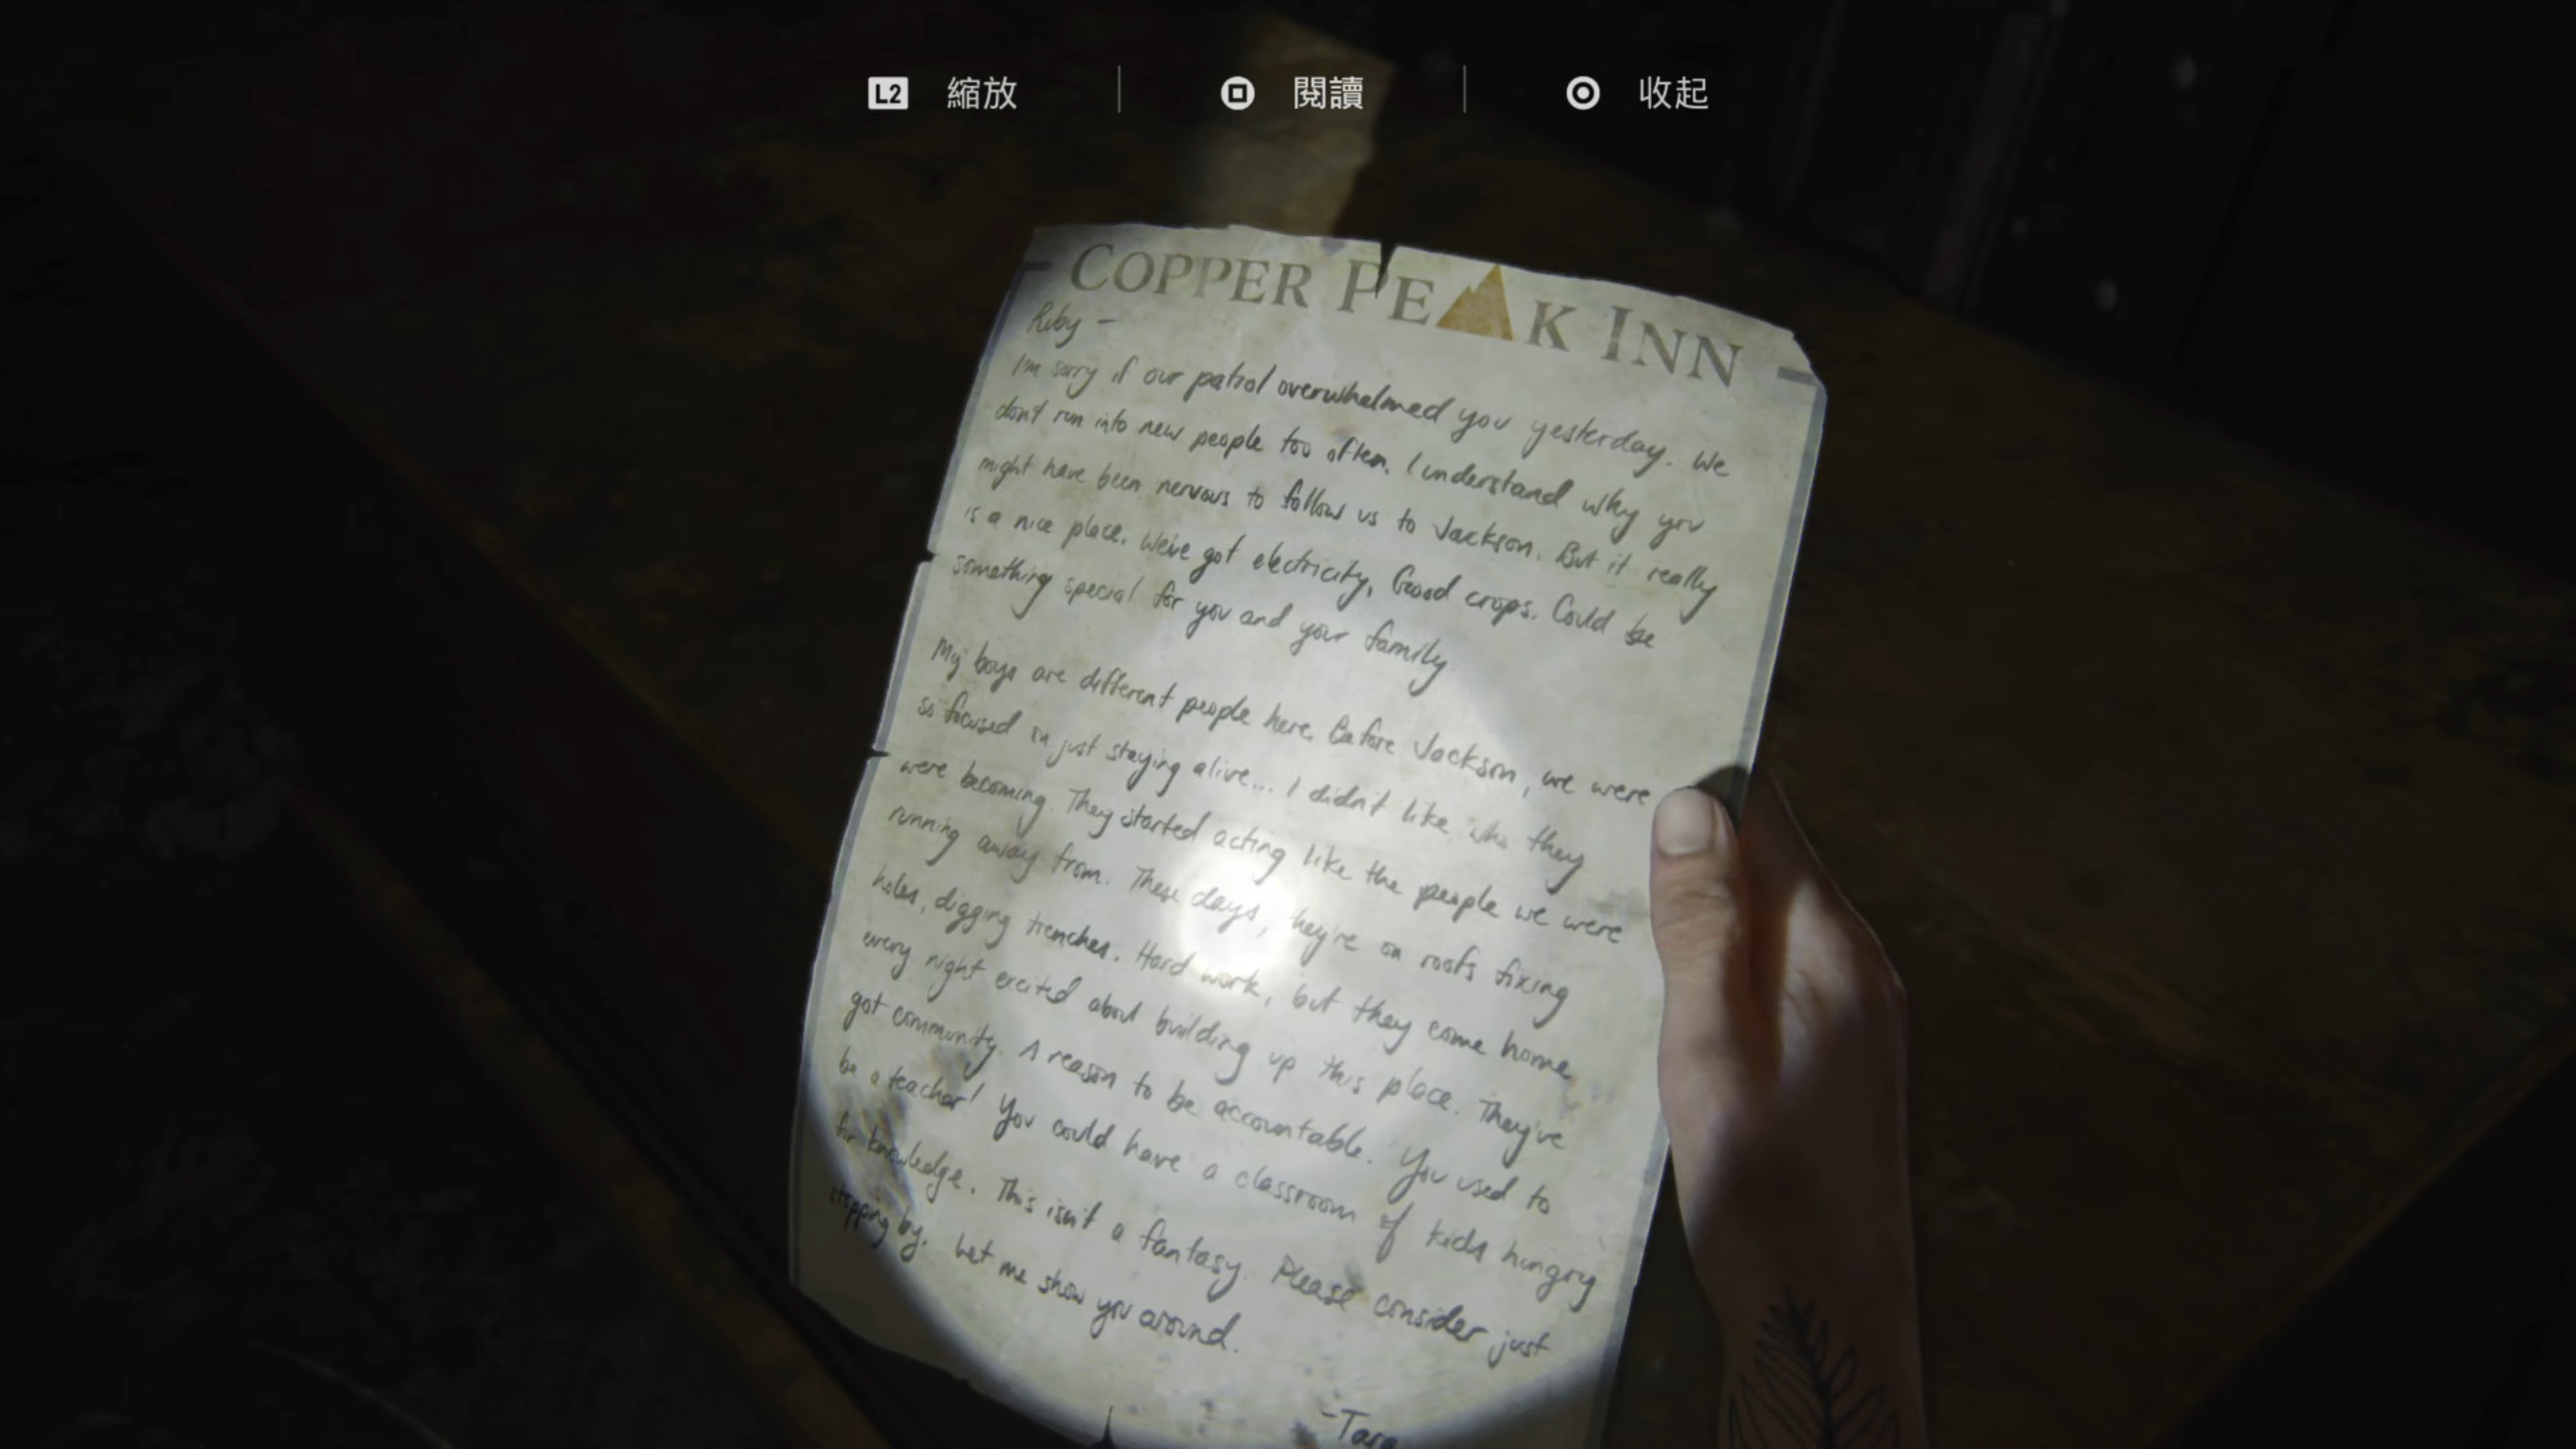 L2 縮放 閱讀 收起
COPPER PEAK INN
Ruby -
I'm sorry if our patrol overwhelmed you yesterday. We
don't run into new people too often. I understand why you
might have been nervous to follow us to Jackson. But it really
is a nice place. We've got electricity, Good crops. Could be
something special for you and your family.
My boys are different people here. Before Jackson, we were
so focused on just staying alive... I didn't like who they
were becoming. They started acting like the people we were
running away from. These days, they're on roofs fixing
holes, digging trenches. Hard work, but they come home
every night excited about building up this place. They've
got community. A reason to be accountable. You used to
be a teacher! You could have a classroom of kids hungry
for knowledge. This isn't a fantasy. Please consider just
stopping by. Let me show you around.
-Tara